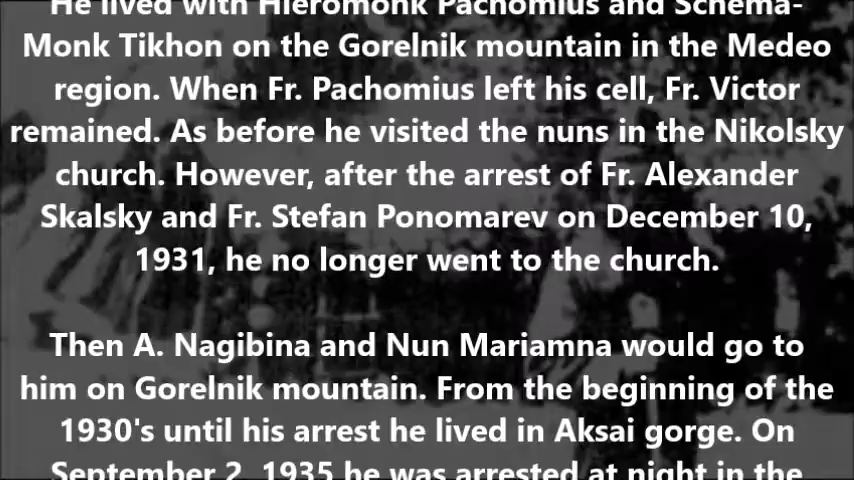 He lived with Hieromonk Pachomius and Schema-
Monk Tikhon on the Gorelnik mountain in the Medeo
region. When Fr. Pachomius left his cell, Fr. Victor
remained. As before he visited the nuns in the Nikolsky
church. However, after the arrest of Fr. Alexander
Skalsky and Fr. Stefan Ponomarev on December 10,
1931, he no longer went to the church.
Then A. Nagibina and Nun Mariamna would go to
him on Gorelnik mountain. From the beginning of the
1930's until his arrest he lived in Aksai gorge. On
September 2, 1935 he was arrested at night in the